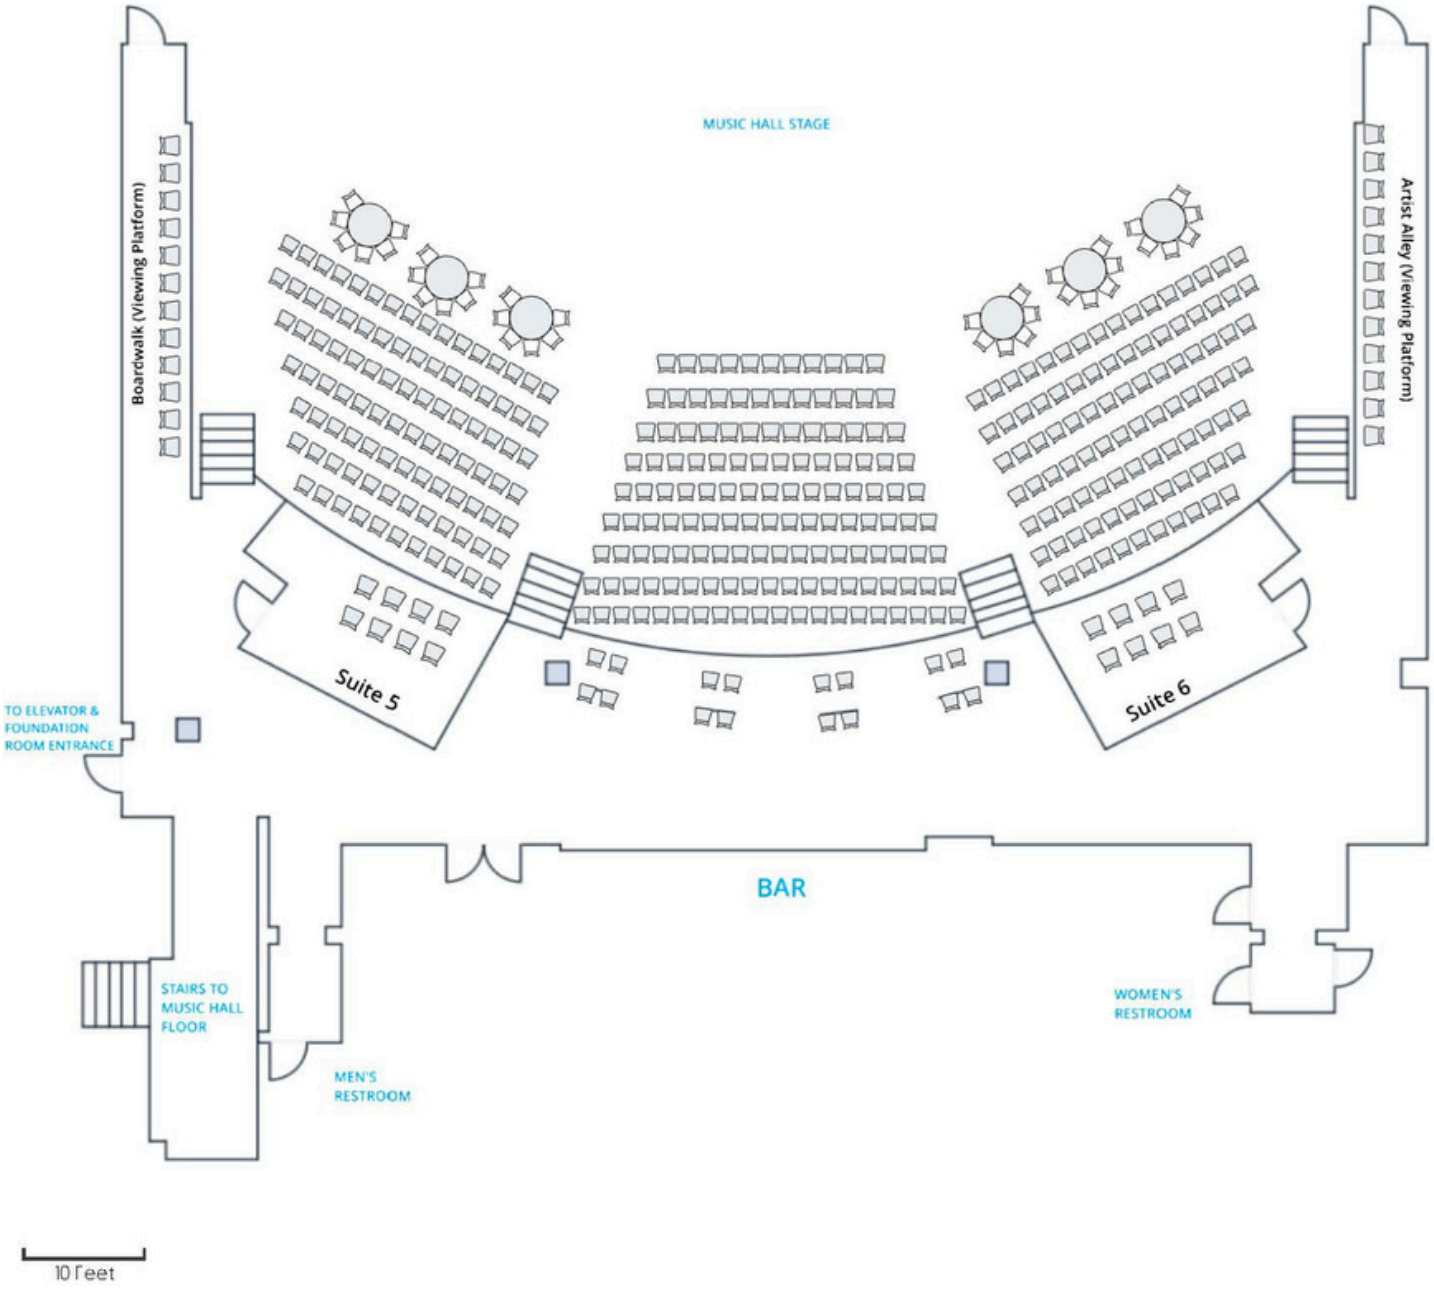 MUSIC HALL STAGE
Boardwalk (Viewing Platform)
Artist Alley (Viewing Platform)
Suite 5
Suite 6
TO ELEVATOR &
FOUNDATION
ROOM ENTRANCE
BAR
STAIRS TO
MUSIC HALL
FLOOR
WOMEN'S
RESTROOM
MEN'S
RESTROOM
10 Feet